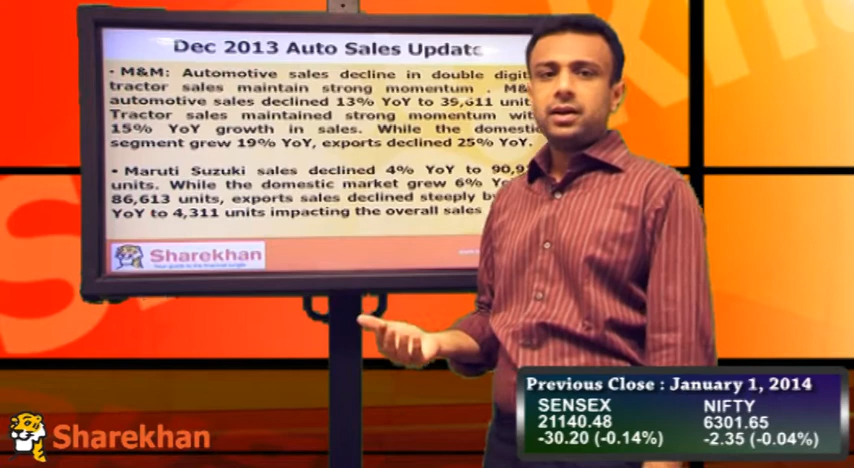 Dec 2013 Auto Sales Update
• M&M: Automotive sales decline in double digit
tractor sales maintain strong momentum . M&
automotive sales declined 13% YoY to 39,611 unit
Tractor sales maintained strong momentum wit
15% YoY growth in sales. While the domesti
segment grew 19% YoY, exports declined 25% YoY.
• Maruti Suzuki sales declined 4% YoY to 90,9
units. While the domestic market grew 6% Yo
86,613 units, exports sales declined steeply b
YoY to 4,311 units impacting the overall sales
Sharekhan
Your guide to the financial jungle
Previous Close : January 1, 2014
SENSEX NIFTY
21140.48 6301.65
-30.20 (-0.14%) -2.35 (-0.04%)
Sharekhan